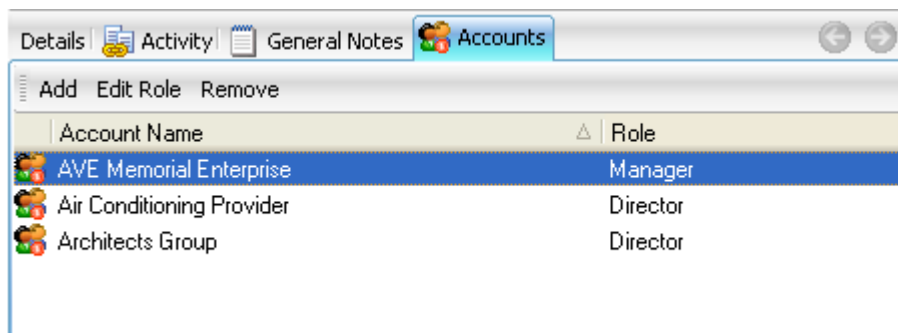 Details Activity General Notes Accounts
Add Edit Role Remove
Account Name Role
AVE Memorial Enterprise Manager
Air Conditioning Provider Director
Architects Group Director